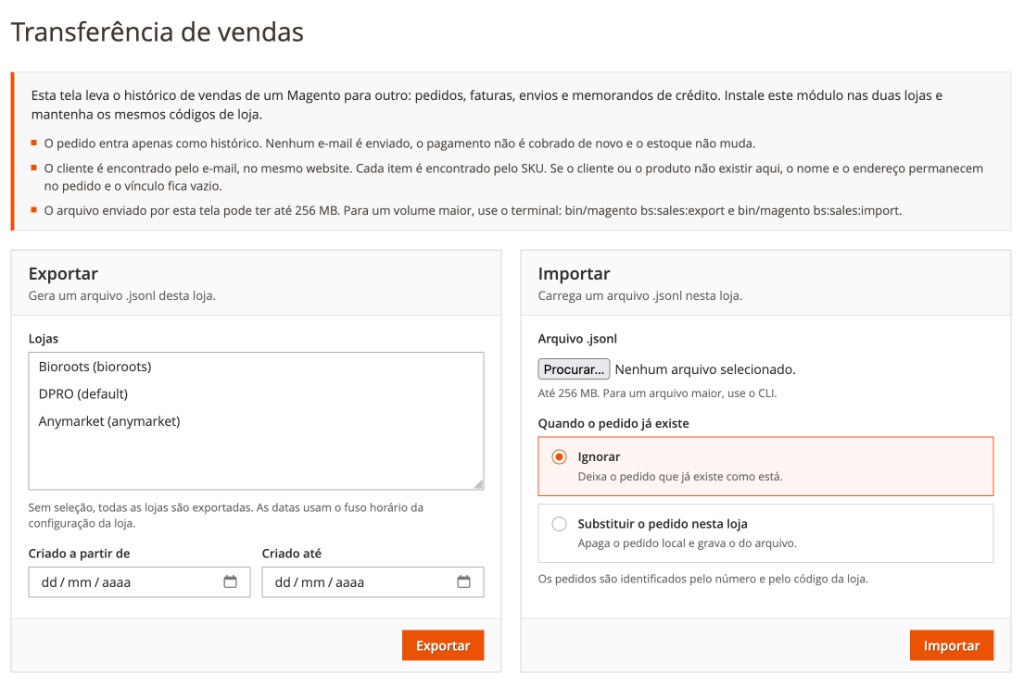 Transferência de vendas
Esta tela leva o histórico de vendas de um Magento para outro: pedidos, faturas, envios e memorandos de crédito. Instale este módulo nas duas lojas e
mantenha os mesmos códigos de loja.
O pedido entra apenas como histórico. Nenhum e-mail é enviado, o pagamento não é cobrado de novo e o estoque não muda.
O cliente é encontrado pelo e-mail, no mesmo website. Cada item é encontrado pelo SKU. Se o cliente ou o produto não existir aqui, o nome e o endereço permanecem
no pedido e o vínculo fica vazio.
O arquivo enviado por esta tela pode ter até 256 MB. Para um volume maior, use o terminal: bin/magento bs:sales:export e bin/magento bs:sales:import.
Exportar
Gera um arquivo .jsonl desta loja.
Lojas
Bioroots (bioroots)
DPRO (default)
Anymarket (anymarket)
Sem seleção, todas as lojas são exportadas. As datas usam o fuso horário da
configuração da loja.
Criado a partir de
Criado até
dd / mm / aaaa
dd / mm / aaaa
Exportar
Importar
Carrega um arquivo .jsonl nesta loja.
Arquivo .jsonl
Procurar... Nenhum arquivo selecionado.
Até 256 MB. Para um arquivo maior, use o CLI.
Quando o pedido já existe
Ignorar
Deixa o pedido que já existe como está.
Substituir o pedido nesta loja
Apaga o pedido local e grava o do arquivo.
Os pedidos são identificados pelo número e pelo código da loja.
Importar